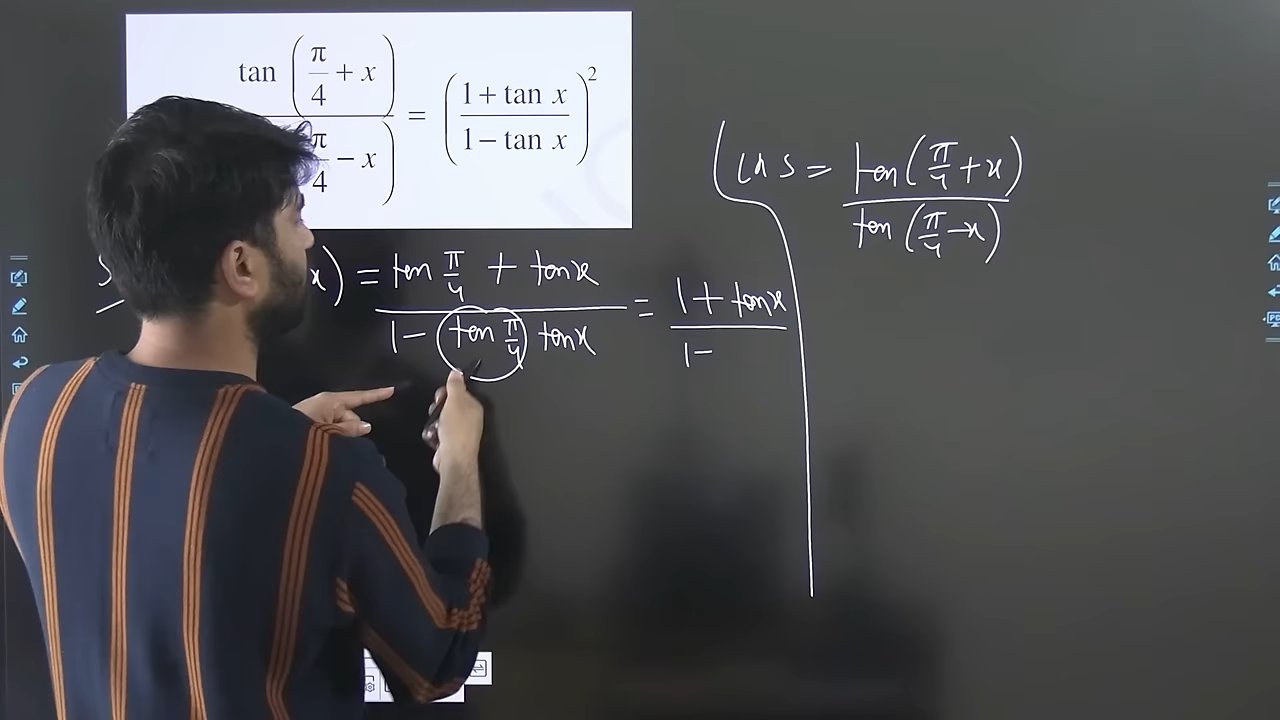 tan (π/4 + x) / (π/4 − x) = ((1 + tan x)/(1 − tan x))²
LHS = tan(π/4 + x) / tan(π/4 − x)
x) = (tan π/4 + tan x) / (1 − tan π/4 tan x) = (1 + tan x) / (1 −